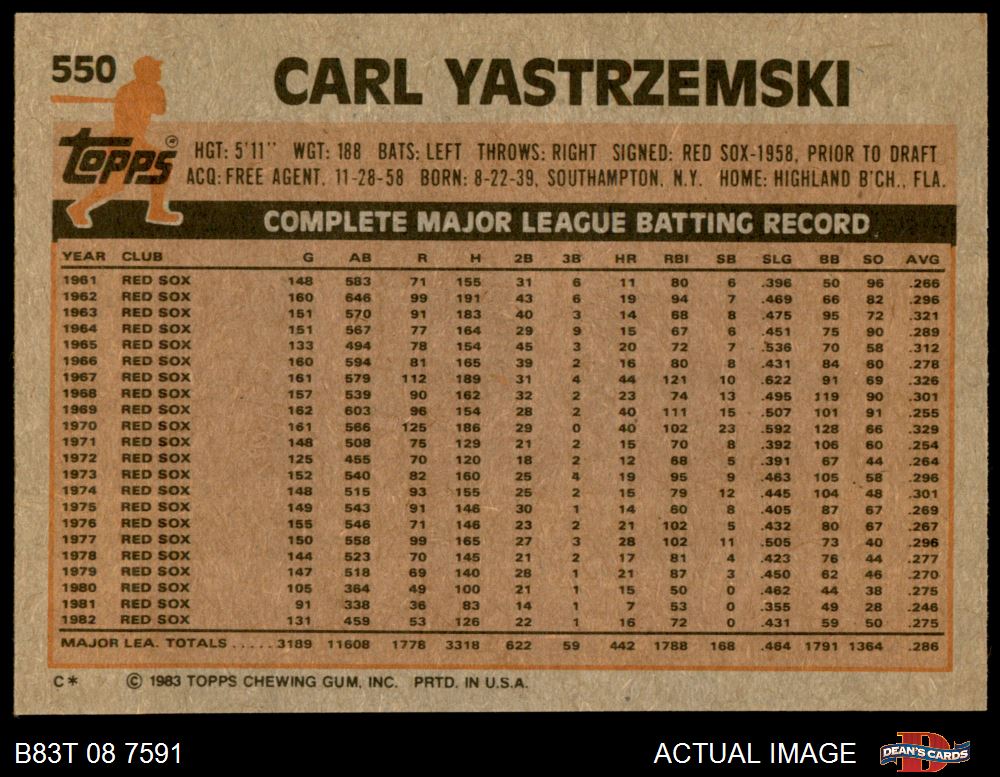 550
CARL YASTRZEMSKI
TOPPS®
HGT: 5'11" WGT: 188 BATS: LEFT THROWS: RIGHT SIGNED: RED SOX-1958, PRIOR TO DRAFT
ACQ: FREE AGENT, 11-28-58 BORN: 8-22-39, SOUTHAMPTON, N.Y. HOME: HIGHLAND B'CH., FLA.
COMPLETE MAJOR LEAGUE BATTING RECORD
YEAR CLUB G AB R H 2B 3B HR RBI SB SLG BB SO AVG
1961 RED SOX 148 583 71 155 31 6 11 80 6 .396 50 96 .266
1962 RED SOX 160 646 99 191 43 6 19 94 7 .469 66 82 .296
1963 RED SOX 151 570 91 183 40 3 14 68 8 .475 95 72 .321
1964 RED SOX 151 567 77 164 29 9 15 67 6 .451 75 90 .289
1965 RED SOX 133 494 78 154 45 3 20 72 7 .536 70 58 .312
1966 RED SOX 160 594 81 165 39 2 16 80 8 .431 84 60 .278
1967 RED SOX 161 579 112 189 31 4 44 121 10 .622 91 69 .326
1968 RED SOX 157 539 90 162 32 2 23 74 13 .495 119 90 .301
1969 RED SOX 162 603 96 154 28 2 40 111 15 .507 101 91 .255
1970 RED SOX 161 566 125 186 29 0 40 102 23 .592 128 66 .329
1971 RED SOX 148 508 75 129 21 2 15 70 8 .392 106 60 .254
1972 RED SOX 125 455 70 120 18 2 12 68 5 .391 67 44 .264
1973 RED SOX 152 540 82 160 25 4 19 95 9 .463 105 58 .296
1974 RED SOX 148 515 93 155 25 2 15 79 12 .445 104 48 .301
1975 RED SOX 149 543 91 146 30 1 14 60 8 .405 87 67 .269
1976 RED SOX 155 546 71 146 23 2 21 102 5 .432 80 67 .267
1977 RED SOX 150 558 99 165 27 3 28 102 11 .505 73 40 .296
1978 RED SOX 144 523 70 145 21 2 17 81 4 .423 76 44 .277
1979 RED SOX 147 518 69 140 28 1 21 87 3 .450 62 46 .270
1980 RED SOX 105 364 49 100 21 1 15 50 0 .462 44 38 .275
1981 RED SOX 91 338 36 83 14 1 7 53 0 .355 49 28 .246
1982 RED SOX 131 459 53 126 22 1 16 72 0 .431 59 50 .275
MAJOR LEA. TOTALS ..... 3189 11608 1778 3318 622 59 442 1788 168 .464 1791 1364 .286
C* © 1983 TOPPS CHEWING GUM, INC. PRTD. IN U.S.A.
B83T 08 7591 ACTUAL IMAGE DEAN'S CARDS